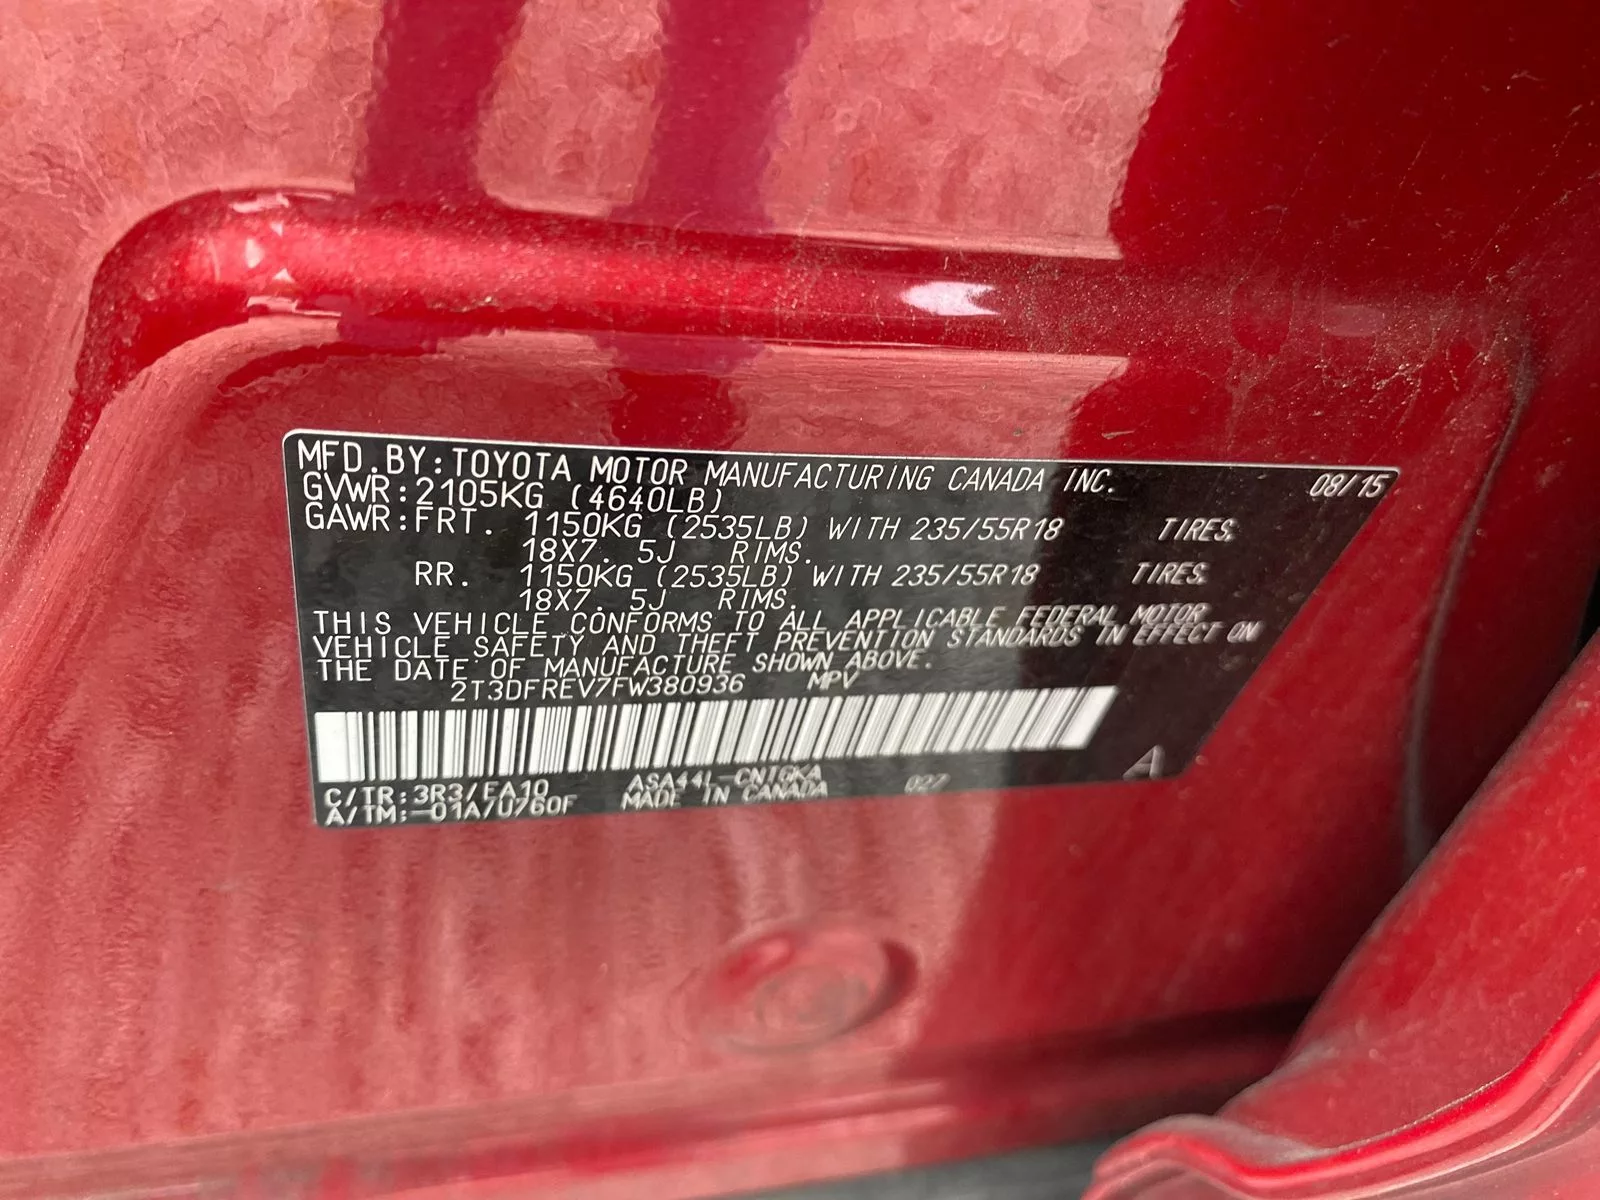 MFD.BY:TOYOTA MOTOR MANUFACTURING CANADA INC. 08/15
GVWR:2105KG (4640LB)
GAWR:FRT. 1150KG (2535LB) WITH 235/55R18 TIRES.
18X7. 5J RIMS.
RR. 1150KG (2535LB) WITH 235/55R18 TIRES.
18X7. 5J RIMS.
THIS VEHICLE CONFORMS TO ALL APPLICABLE FEDERAL MOTOR
VEHICLE SAFETY AND THEFT PREVENTION STANDARDS IN EFFECT ON
THE DATE OF MANUFACTURE SHOWN ABOVE.
2T3DFREV7FW380936 MPV
A
C/TR:3R3/EA10 ASA44L-CNTGKA 027
A/TM:-01A/U760F MADE IN CANADA